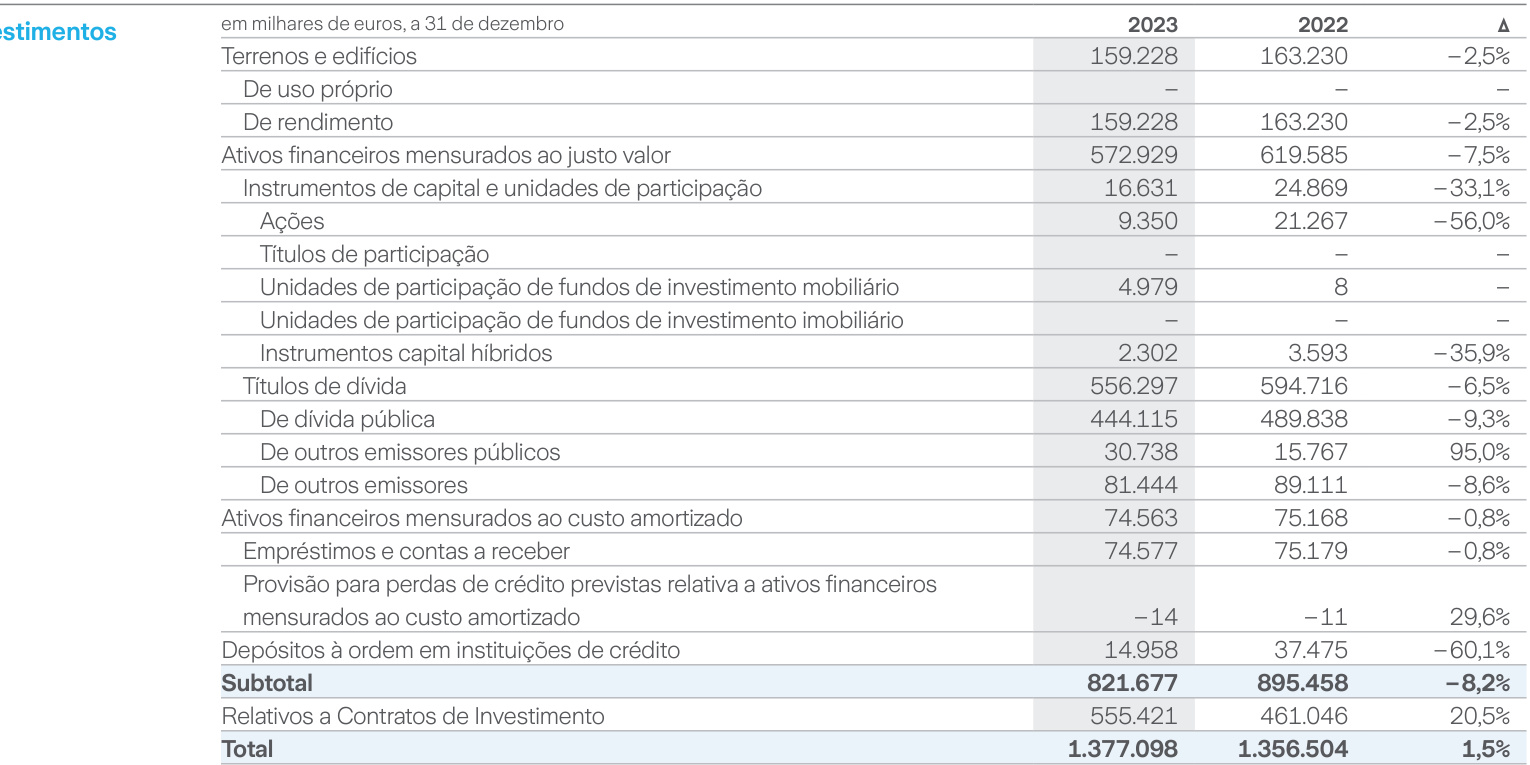 estimentos
em milhares de euros, a 31 de dezembro 2023 2022 Δ
Terrenos e edifícios 159.228 163.230 –2,5%
De uso próprio – – –
De rendimento 159.228 163.230 –2,5%
Ativos financeiros mensurados ao justo valor 572.929 619.585 –7,5%
Instrumentos de capital e unidades de participação 16.631 24.869 –33,1%
Ações 9.350 21.267 –56,0%
Títulos de participação – – –
Unidades de participação de fundos de investimento mobiliário 4.979 8 –
Unidades de participação de fundos de investimento imobiliário – – –
Instrumentos capital híbridos 2.302 3.593 –35,9%
Títulos de dívida 556.297 594.716 –6,5%
De dívida pública 444.115 489.838 –9,3%
De outros emissores públicos 30.738 15.767 95,0%
De outros emissores 81.444 89.111 –8,6%
Ativos financeiros mensurados ao custo amortizado 74.563 75.168 –0,8%
Empréstimos e contas a receber 74.577 75.179 –0,8%
Provisão para perdas de crédito previstas relativa a ativos financeiros
mensurados ao custo amortizado –14 –11 29,6%
Depósitos à ordem em instituições de crédito 14.958 37.475 –60,1%
Subtotal 821.677 895.458 –8,2%
Relativos a Contratos de Investimento 555.421 461.046 20,5%
Total 1.377.098 1.356.504 1,5%